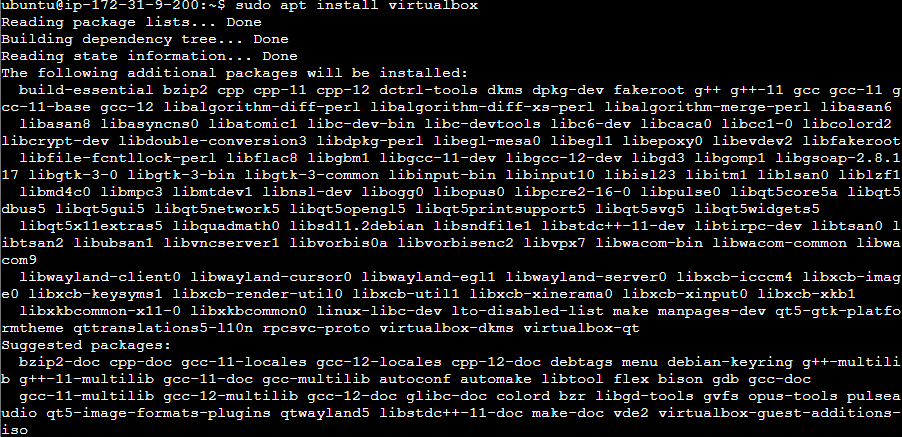 ubuntu@ip-172-31-9-200:~$ sudo apt install virtualbox
Reading package lists... Done
Building dependency tree... Done
Reading state information... Done
The following additional packages will be installed:
  build-essential bzip2 cpp cpp-11 cpp-12 dctrl-tools dkms dpkg-dev fakeroot g++ g++-11 gcc gcc-11 g
cc-11-base gcc-12 libalgorithm-diff-perl libalgorithm-diff-xs-perl libalgorithm-merge-perl libasan6
  libasan8 libasyncns0 libatomic1 libc-dev-bin libc-devtools libc6-dev libcaca0 libcc1-0 libcolord2
libcrypt-dev libdouble-conversion3 libdpkg-perl libegl-mesa0 libegl1 libepoxy0 libevdev2 libfakeroot
  libfile-fcntllock-perl libflac8 libgbm1 libgcc-11-dev libgcc-12-dev libgd3 libgomp1 libgsoap-2.8.1
17 libgtk-3-0 libgtk-3-bin libgtk-3-common libinput-bin libinput10 libisl23 libitm1 liblsan0 liblzf1
  libmd4c0 libmpc3 libmtdev1 libnsl-dev libogg0 libopus0 libpcre2-16-0 libpulse0 libqt5core5a libqt5
dbus5 libqt5gui5 libqt5network5 libqt5opengl5 libqt5printsupport5 libqt5svg5 libqt5widgets5
  libqt5x11extras5 libquadmath0 libsdl1.2debian libsndfile1 libstdc++-11-dev libtirpc-dev libtsan0 l
ibtsan2 libubsan1 libvncserver1 libvorbis0a libvorbisenc2 libvpx7 libwacom-bin libwacom-common libwa
com9
  libwayland-client0 libwayland-cursor0 libwayland-egl1 libwayland-server0 libxcb-icccm4 libxcb-imag
e0 libxcb-keysyms1 libxcb-render-util0 libxcb-util1 libxcb-xinerama0 libxcb-xinput0 libxcb-xkb1
  libxkbcommon-x11-0 libxkbcommon0 linux-libc-dev lto-disabled-list make manpages-dev qt5-gtk-platfo
rmtheme qttranslations5-l10n rpcsvc-proto virtualbox-dkms virtualbox-qt
Suggested packages:
  bzip2-doc cpp-doc gcc-11-locales gcc-12-locales cpp-12-doc debtags menu debian-keyring g++-multili
b g++-11-multilib gcc-11-doc gcc-multilib autoconf automake libtool flex bison gdb gcc-doc
  gcc-11-multilib gcc-12-multilib gcc-12-doc glibc-doc colord bzr libgd-tools gvfs opus-tools pulsea
udio qt5-image-formats-plugins qtwayland5 libstdc++-11-doc make-doc vde2 virtualbox-guest-additions-
iso